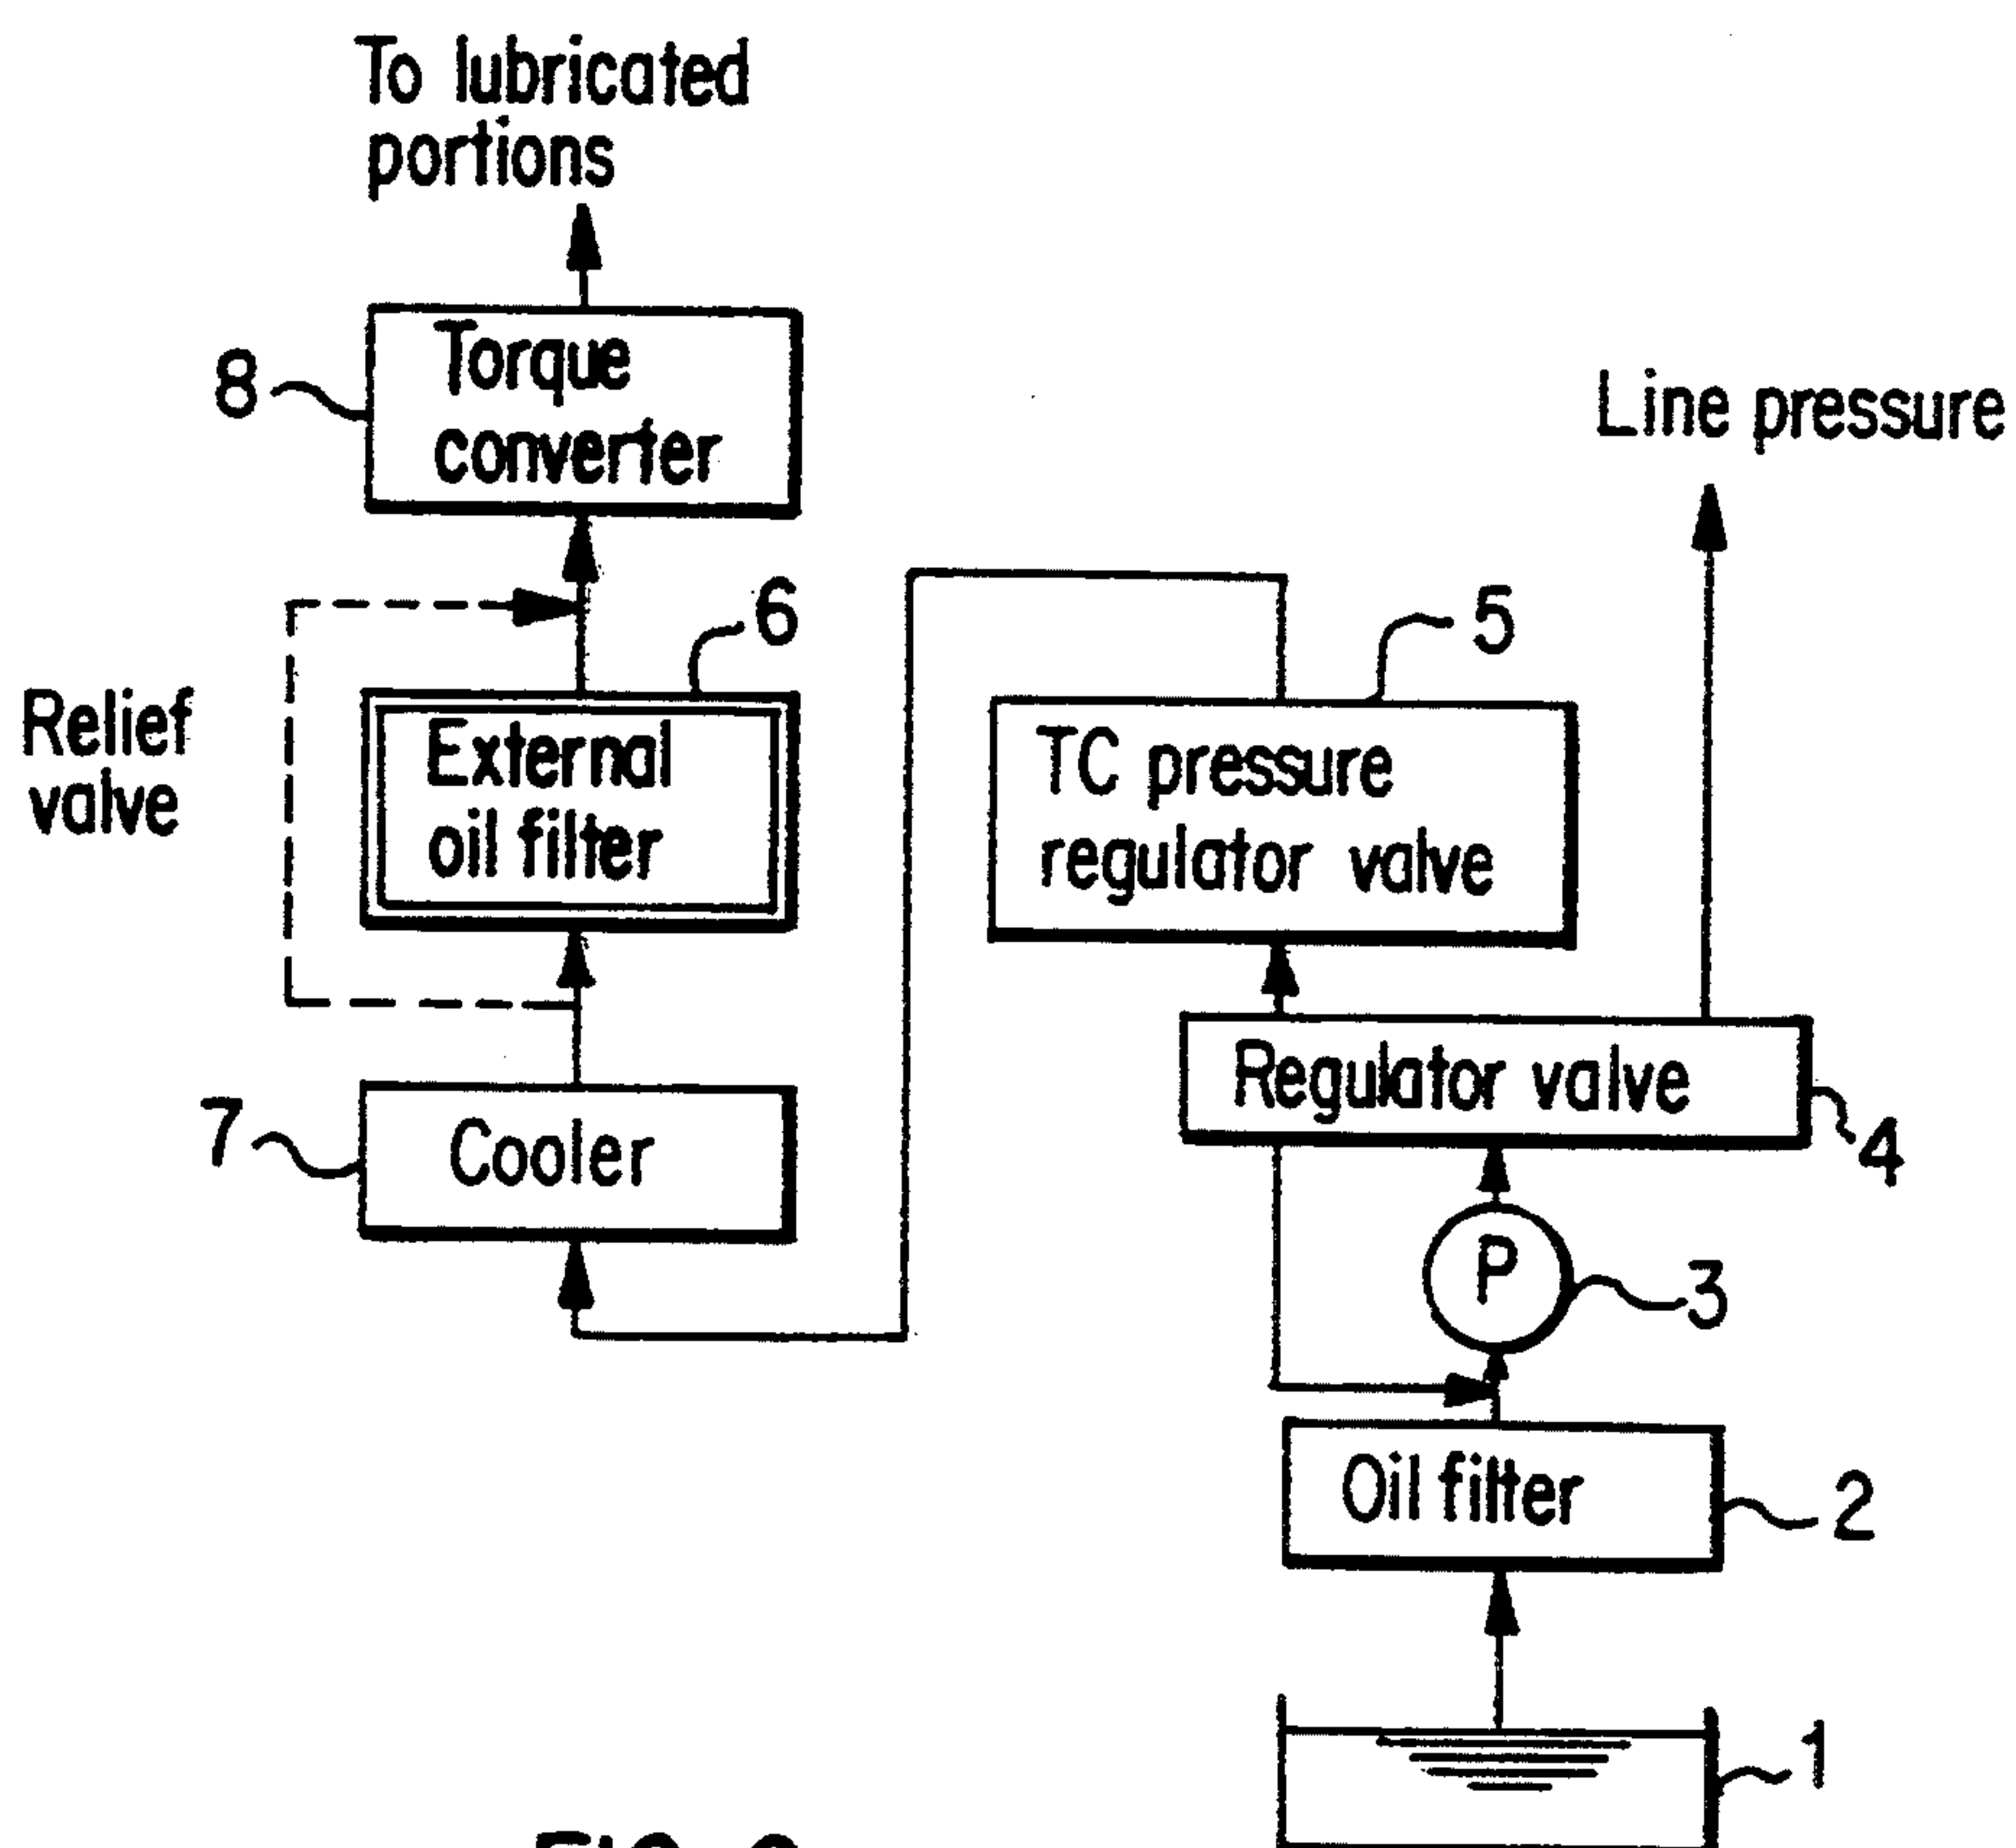 To lubricated
portions
8
Torque
converter
Line pressure
6
5
Relief
valve
External
oil filter
TC pressure
regulator valve
Regulator valve
4
7
Cooler
P
3
Oil filter
2
1